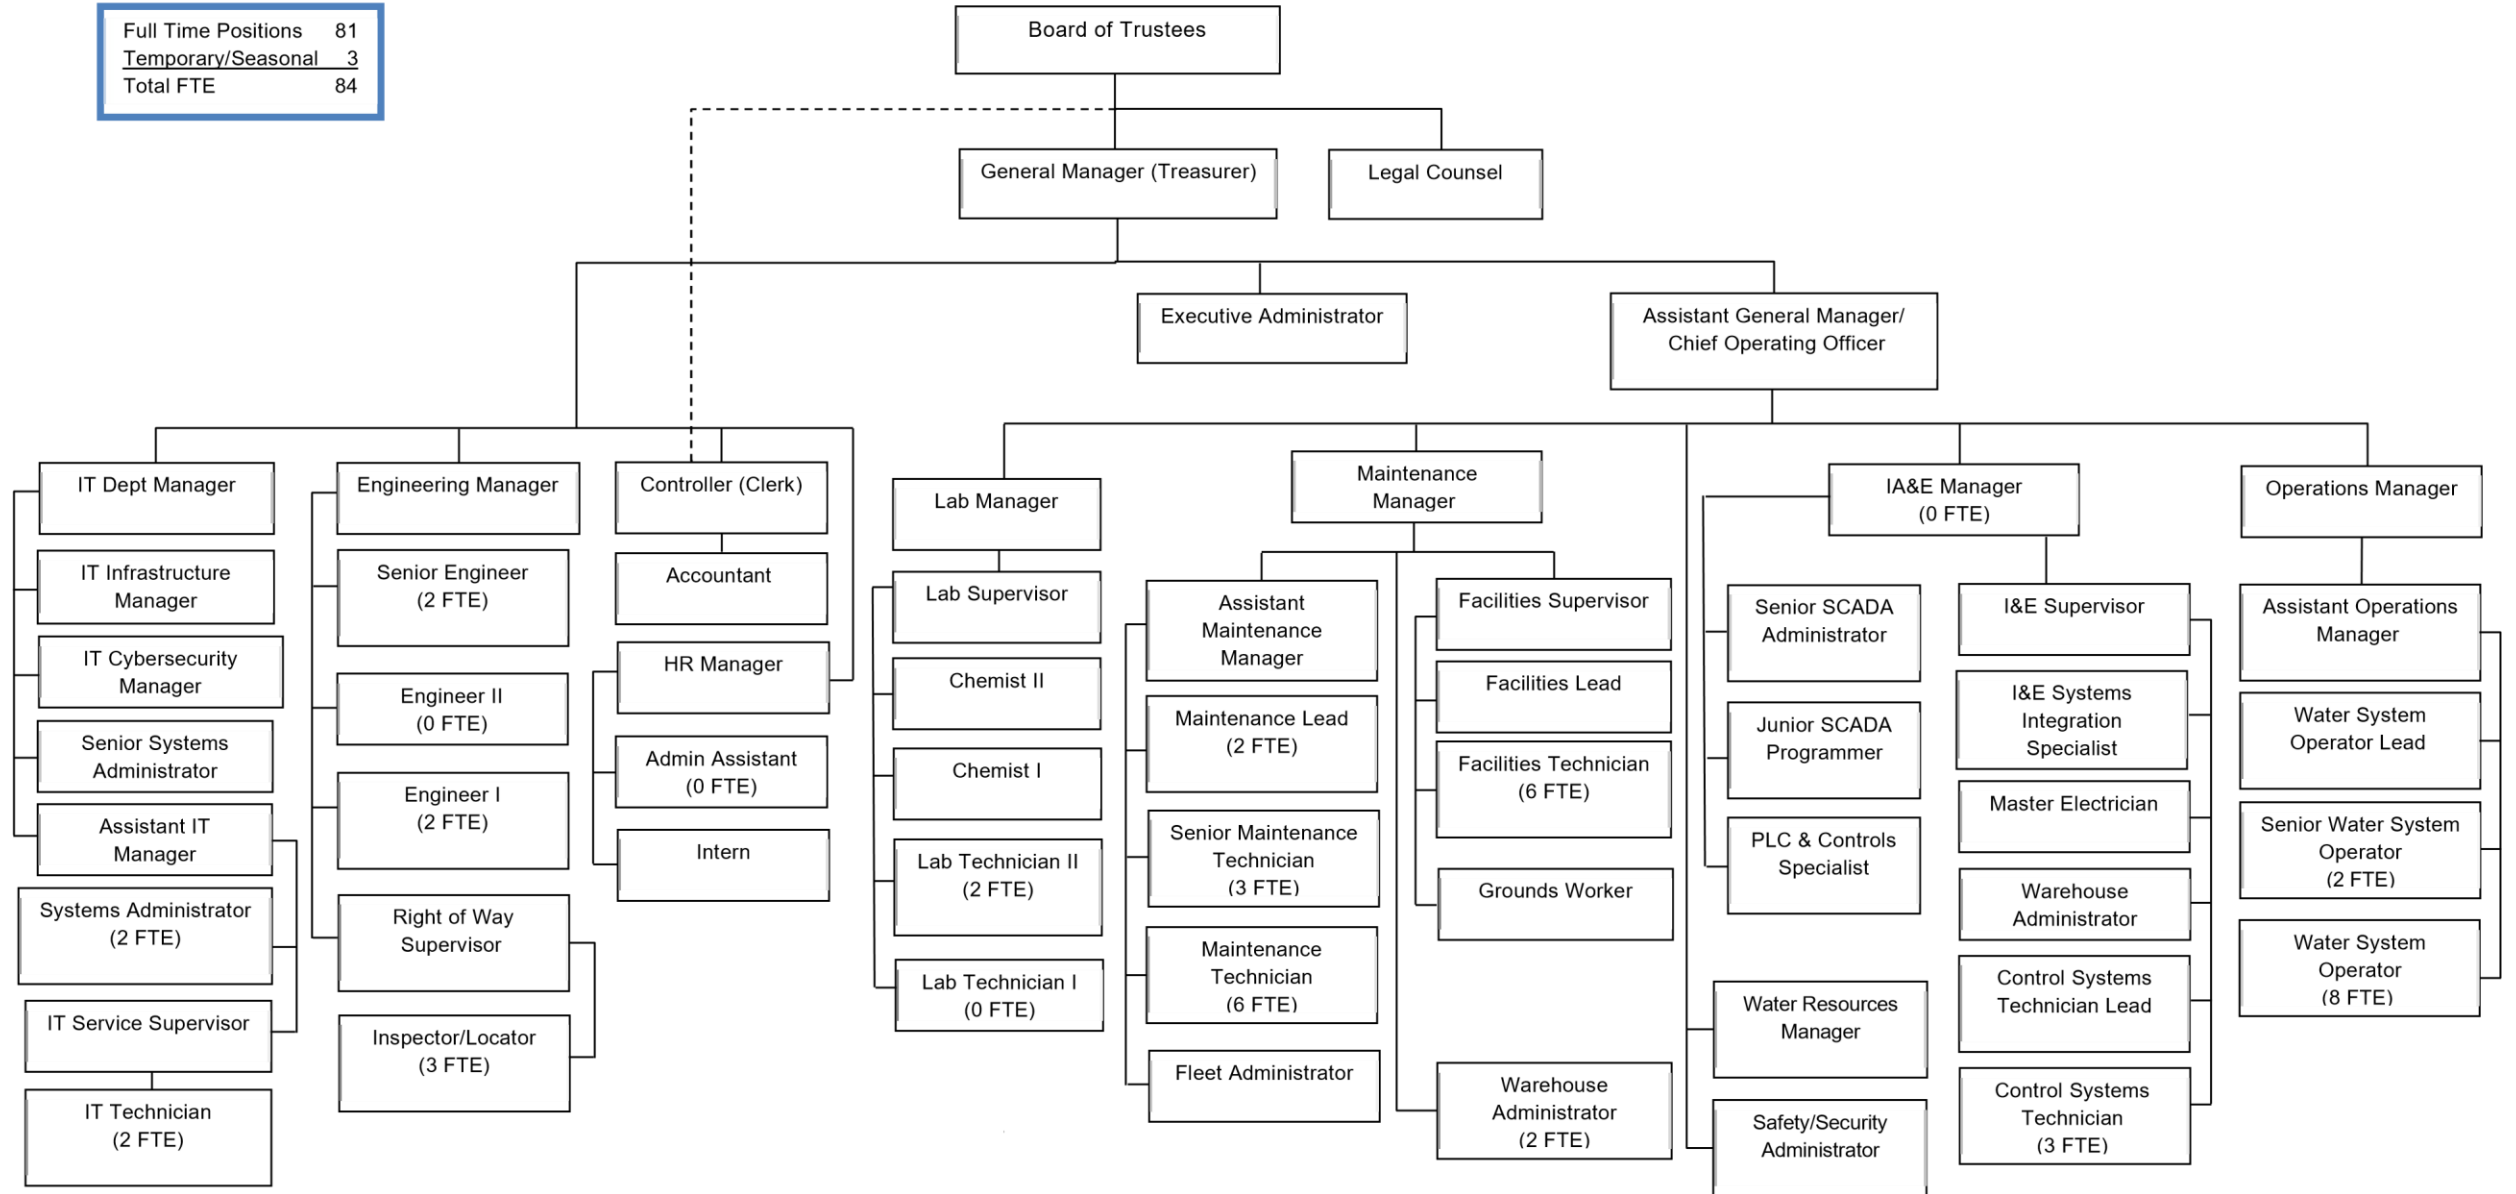 Full Time Positions 81
Temporary/Seasonal 3
Total FTE 84
Board of Trustees
General Manager (Treasurer)
Legal Counsel
Executive Administrator
Assistant General Manager/
Chief Operating Officer
IT Dept Manager
IT Infrastructure
Manager
IT Cybersecurity
Manager
Senior Systems
Administrator
Assistant IT
Manager
Systems Administrator
(2 FTE)
IT Service Supervisor
IT Technician
(2 FTE)
Engineering Manager
Senior Engineer
(2 FTE)
Engineer II
(0 FTE)
Engineer I
(2 FTE)
Right of Way
Supervisor
Inspector/Locator
(3 FTE)
Controller (Clerk)
Accountant
HR Manager
Admin Assistant
(0 FTE)
Intern
Lab Manager
Lab Supervisor
Chemist II
Chemist I
Lab Technician II
(2 FTE)
Lab Technician I
(0 FTE)
Maintenance
Manager
Assistant
Maintenance
Manager
Maintenance Lead
(2 FTE)
Senior Maintenance
Technician
(3 FTE)
Maintenance
Technician
(6 FTE)
Fleet Administrator
Facilities Supervisor
Facilities Lead
Facilities Technician
(6 FTE)
Grounds Worker
Warehouse
Administrator
(2 FTE)
IA&E Manager
(0 FTE)
Senior SCADA
Administrator
Junior SCADA
Programmer
PLC & Controls
Specialist
Water Resources
Manager
Safety/Security
Administrator
I&E Supervisor
I&E Systems
Integration
Specialist
Master Electrician
Warehouse
Administrator
Control Systems
Technician Lead
Control Systems
Technician
(3 FTE)
Operations Manager
Assistant Operations
Manager
Water System
Operator Lead
Senior Water System
Operator
(2 FTE)
Water System
Operator
(8 FTE)